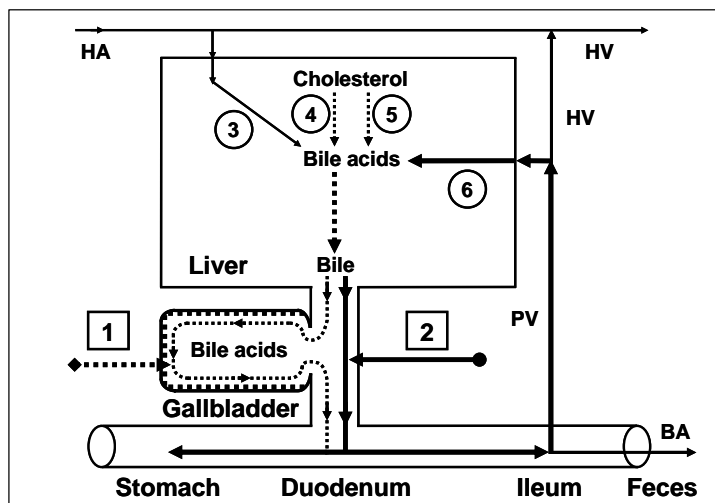 HA
HV
Cholesterol
3
4
5
HV
Bile acids
6
Liver
Bile
1
2
PV
Bile acids
Gallbladder
BA
Stomach
Duodenum
Ileum
Feces